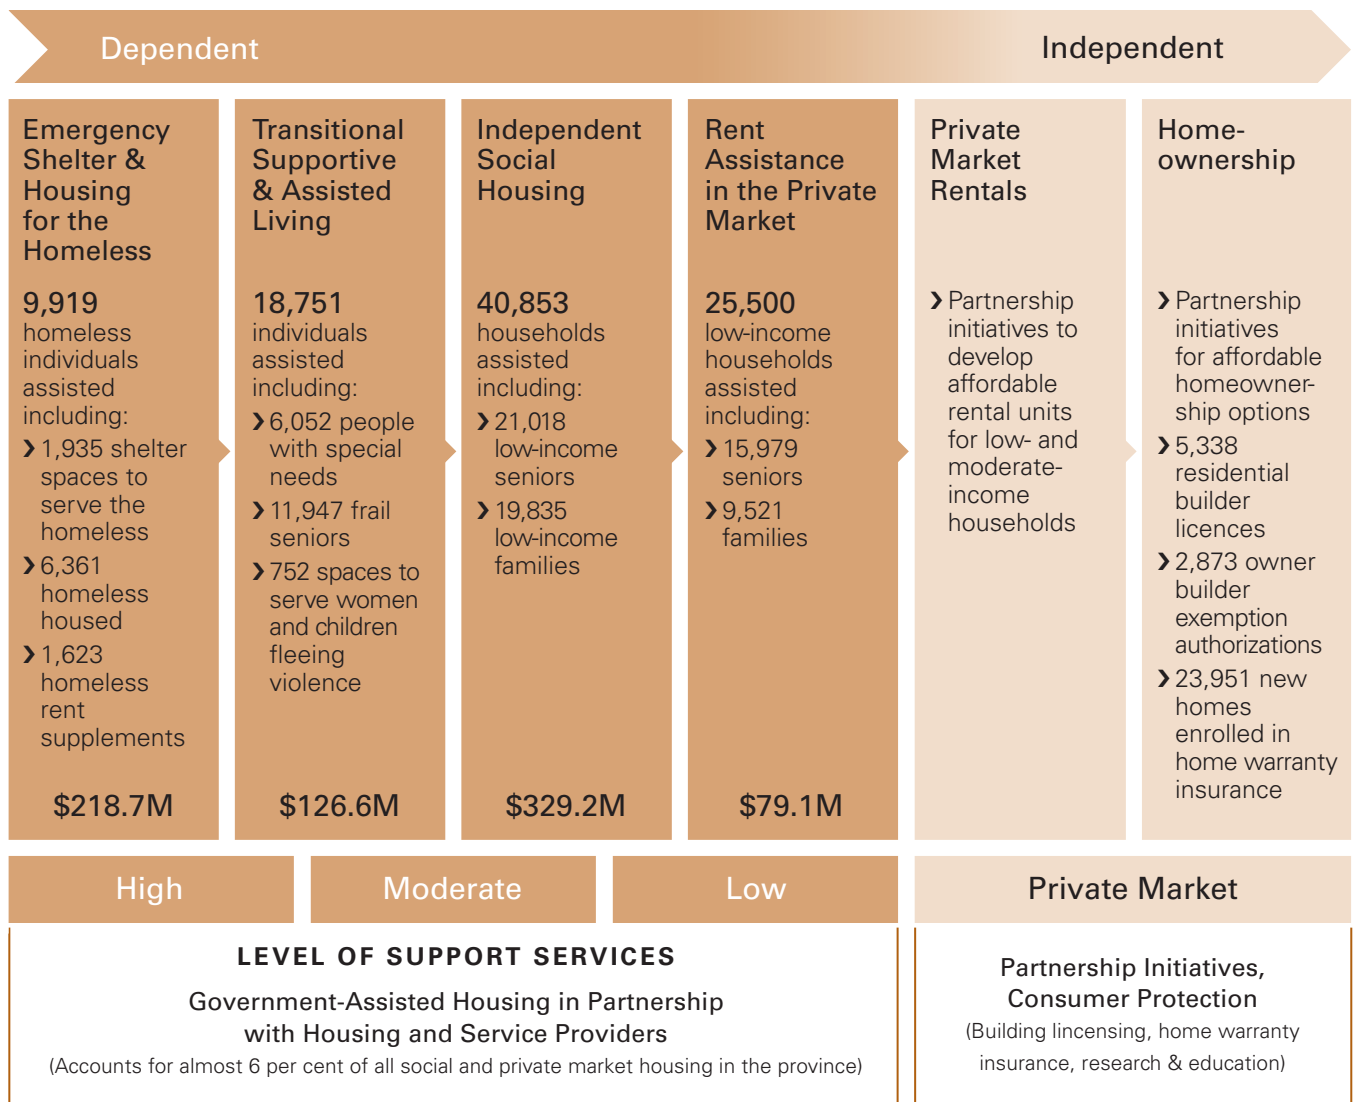 Dependent
Independent
Emergency
Shelter &
Housing
for the
Homeless
9,919
homeless
individuals
assisted
including:
❯ 1,935 shelter
spaces to
serve the
homeless
❯ 6,361
homeless
housed
❯ 1,623
homeless
rent
supplements
$218.7M
Transitional
Supportive
& Assisted
Living
18,751
individuals
assisted
including:
❯ 6,052 people
with special
needs
❯ 11,947 frail
seniors
❯ 752 spaces to
serve women
and children
fleeing
violence
$126.6M
Independent
Social
Housing
40,853
households
assisted
including:
❯ 21,018
low-income
seniors
❯ 19,835
low-income
families
$329.2M
Rent
Assistance
in the Private
Market
25,500
low-income
households
assisted
including:
❯ 15,979
seniors
❯ 9,521
families
$79.1M
Private
Market
Rentals
❯ Partnership
initiatives to
develop
affordable
rental units
for low- and
moderate-
income
households
Home-
ownership
❯ Partnership
initiatives
for affordable
homeowner-
ship options
❯ 5,338
residential
builder
licences
❯ 2,873 owner
builder
exemption
authorizations
❯ 23,951 new
homes
enrolled in
home warranty
insurance
High
Moderate
Low
Private Market
LEVEL OF SUPPORT SERVICES
Government-Assisted Housing in Partnership
with Housing and Service Providers
(Accounts for almost 6 per cent of all social and private market housing in the province)
Partnership Initiatives,
Consumer Protection
(Building lincensing, home warranty
insurance, research & education)